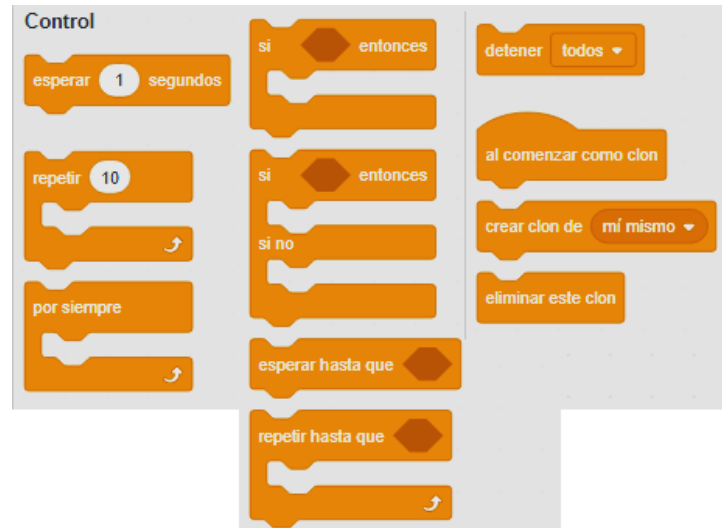 Control
esperar 1 segundos
repetir 10
por siempre
si entonces
si entonces
si no
esperar hasta que
repetir hasta que
detener todos
al comenzar como clon
crear clon de mí mismo
eliminar este clon